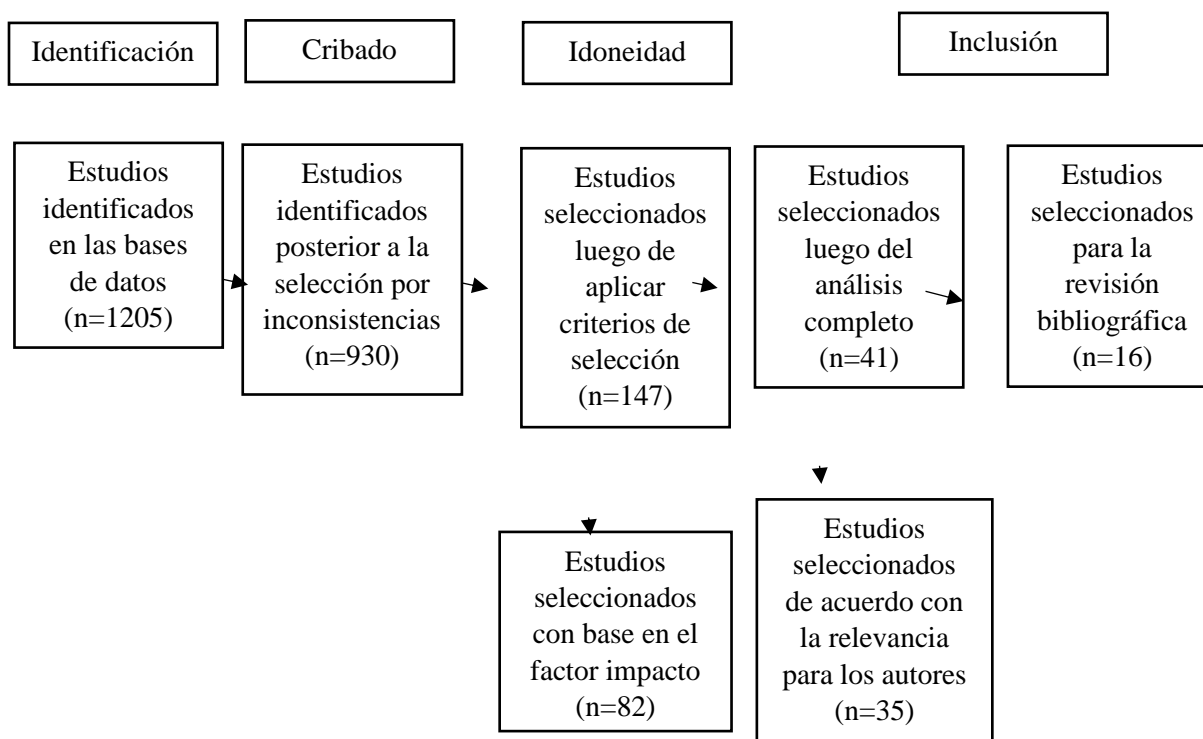 Identificación
Cribado
Idoneidad
Inclusión
Estudios
identificados
en las bases
de datos
(n=1205)
Estudios
identificados
posterior a la
selección por
inconsistencias
(n=930)
Estudios
seleccionados
luego de
aplicar
criterios de
selección
(n=147)
Estudios
seleccionados
luego del
análisis
completo
(n=41)
Estudios
seleccionados
para la
revisión
bibliográfica
(n=16)
Estudios
seleccionados
con base en el
factor impacto
(n=82)
Estudios
seleccionados
de acuerdo con
la relevancia
para los autores
(n=35)